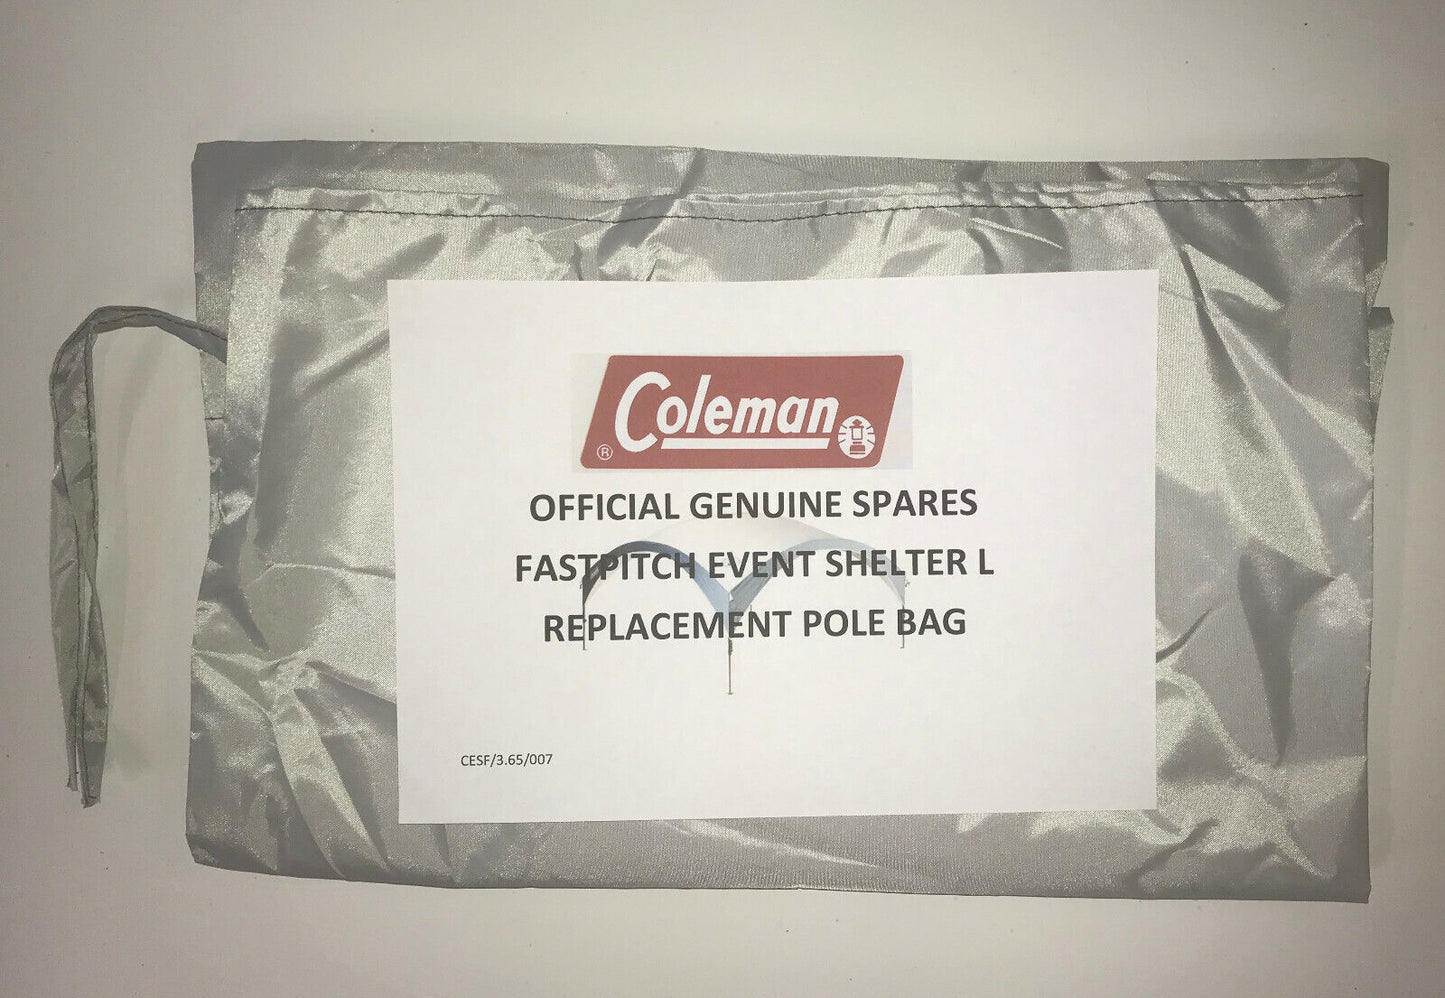 Coleman
®
OFFICIAL GENUINE SPARES
FASTPITCH EVENT SHELTER L
REPLACEMENT POLE BAG
CESF/3.65/007